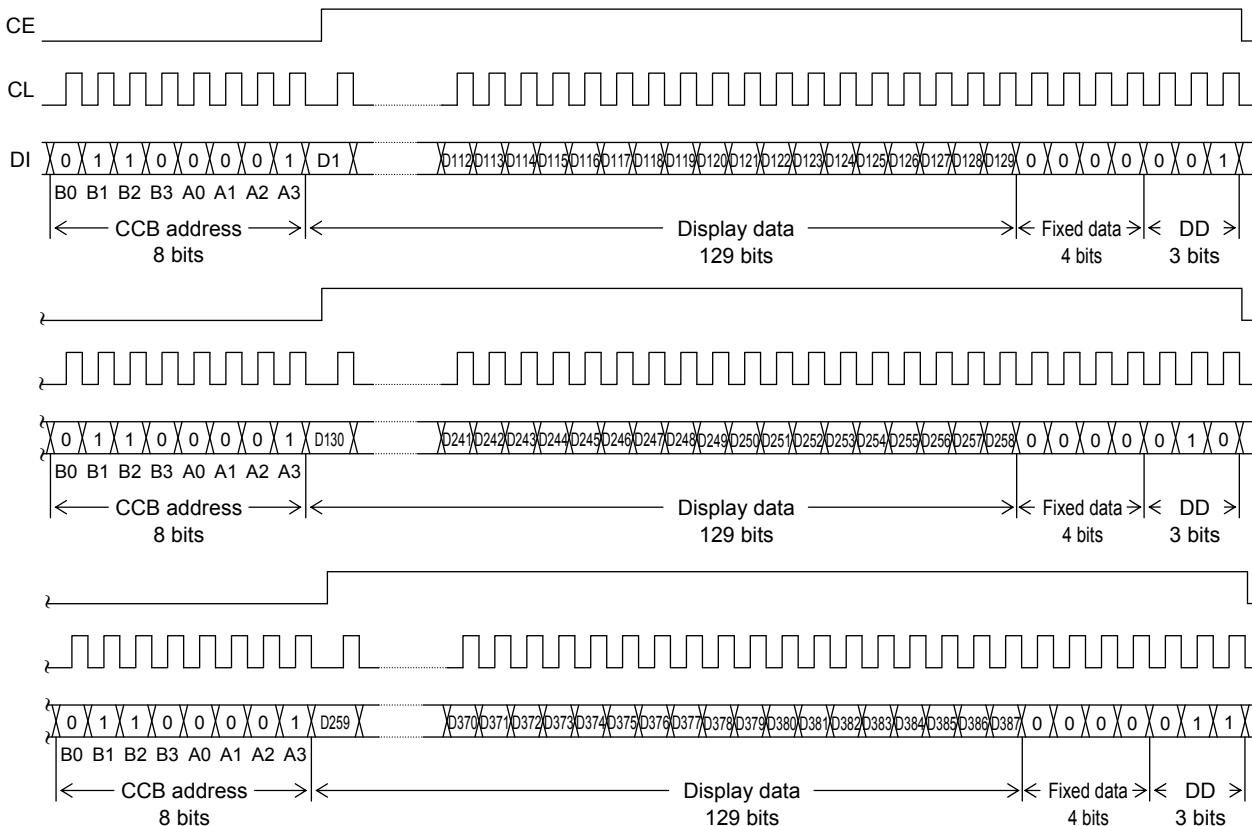 CE
CL
DI 0 1 1 0 0 0 0 1 D1 D112 D113 D114 D115 D116 D117 D118 D119 D120 D121 D122 D123 D124 D125 D126 D127 D128 D129 0 0 0 0 0 0 1
B0 B1 B2 B3 A0 A1 A2 A3
CCB address Display data Fixed data DD
8 bits 129 bits 4 bits 3 bits
0 1 1 0 0 0 0 1 D130 D241 D242 D243 D244 D245 D246 D247 D248 D249 D250 D251 D252 D253 D254 D255 D256 D257 D258 0 0 0 0 0 1 0
B0 B1 B2 B3 A0 A1 A2 A3
CCB address Display data Fixed data DD
8 bits 129 bits 4 bits 3 bits
0 1 1 0 0 0 0 1 D259 D370 D371 D372 D373 D374 D375 D376 D377 D378 D379 D380 D381 D382 D383 D384 D385 D386 D387 0 0 0 0 0 1 1
B0 B1 B2 B3 A0 A1 A2 A3
CCB address Display data Fixed data DD
8 bits 129 bits 4 bits 3 bits